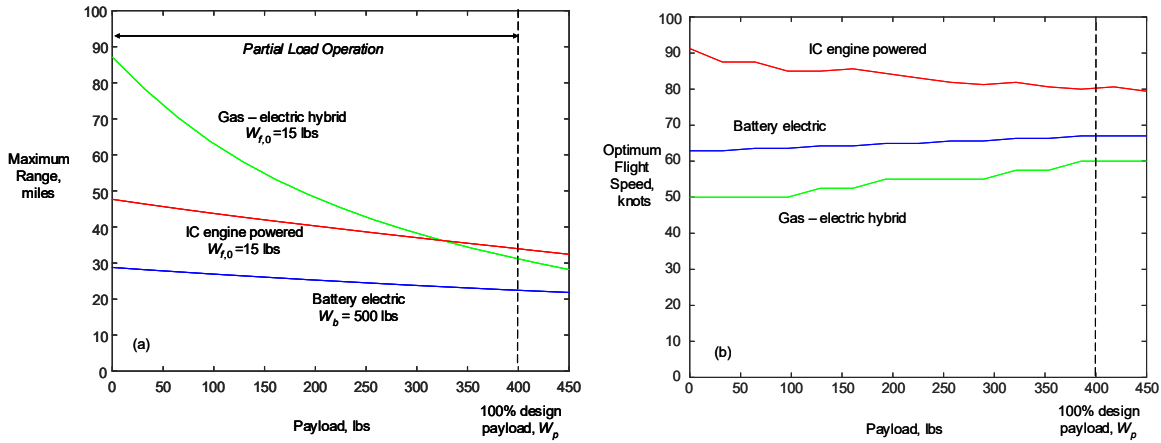 100
90
80
70
60
50
40
30
20
10
0
Maximum
Range,
miles
Partial Load Operation
Gas – electric hybrid
W_{f,0} =15 lbs
IC engine powered
W_{f,0} =15 lbs
Battery electric
W_b = 500 lbs
(a)
0 50 100 150 200 250 300 350 400 450
Payload, lbs
100% design
payload, W_p
100
90
80
70
60
50
40
30
20
10
0
Optimum
Flight
Speed,
knots
IC engine powered
Battery electric
Gas – electric hybrid
(b)
0 50 100 150 200 250 300 350 400 450
Payload, lbs
100% design
payload, W_p